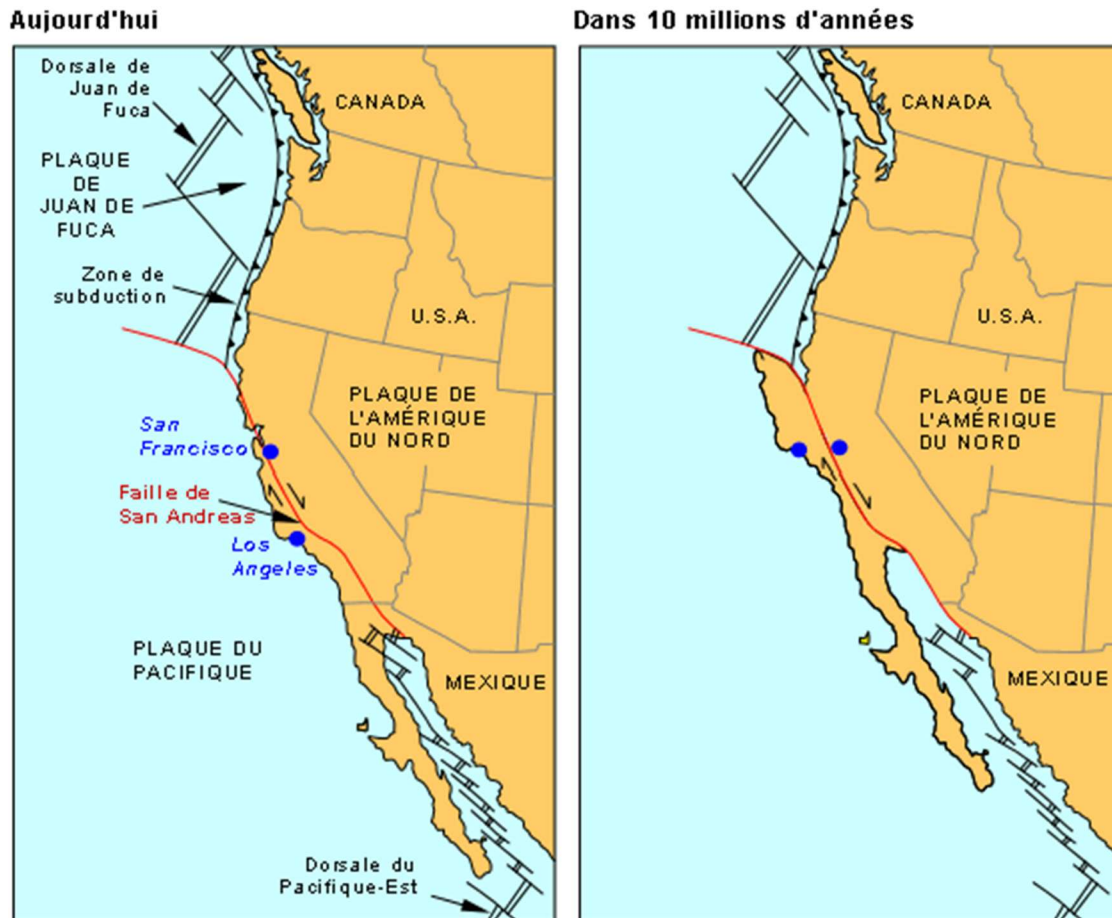 Aujourd'hui
Dorsale de
Juan de
Fuca
CANADA
PLAQUE
DE
JUAN DE
FUCA
Zone de
subduction
U.S.A.
PLAQUE DE
L'AMÉRIQUE
DU NORD
San
Francisco
Faille de
San Andreas
Los
Angeles
PLAQUE DU
PACIFIQUE
MEXIQUE
Dorsale du
Pacifique-Est
Dans 10 millions d'années
CANADA
U.S.A.
PLAQUE DE
L'AMÉRIQUE
DU NORD
MEXIQUE